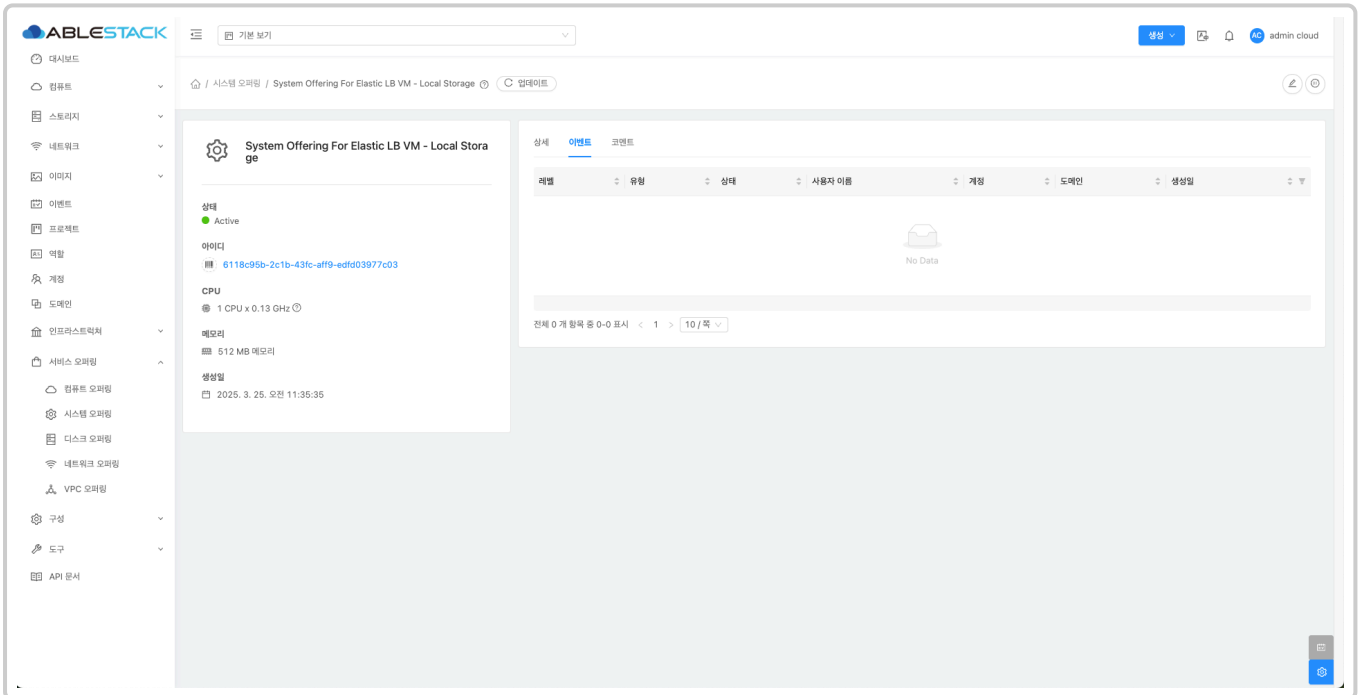 ABLESTACK
기본 보기
생성
AC
admin cloud
대시보드
컴퓨트
스토리지
네트워크
이미지
이벤트
프로젝트
역할
계정
도메인
인프라스트럭쳐
서비스 오퍼링
컴퓨트 오퍼링
시스템 오퍼링
디스크 오퍼링
네트워크 오퍼링
VPC 오퍼링
구성
도구
API 문서
/ 시스템 오퍼링 / System Offering For Elastic LB VM - Local Storage
업데이트
System Offering For Elastic LB VM - Local Stora
ge
상태
Active
아이디
6118c95b-2c1b-43fc-aff9-edfd03977c03
CPU
1 CPU x 0.13 GHz
메모리
512 MB 메모리
생성일
2025. 3. 25. 오전 11:35:35
상세 이벤트 코멘트
레벨 유형 상태 사용자 이름 계정 도메인 생성일
No Data
전체 0 개 항목 중 0-0 표시 < 1 > 10 / 쪽